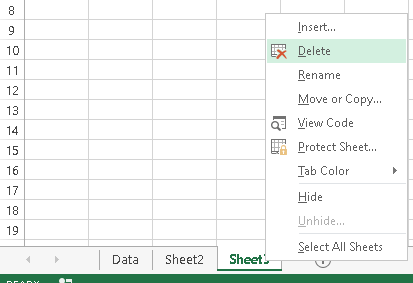 8
9
10
11
12
13
14
15
16
17
18
19
Insert...
Delete
Rename
Move or Copy...
View Code
Protect Sheet...
Tab Color
Hide
Unhide...
Select All Sheets
Data Sheet2 Sheet3
READY